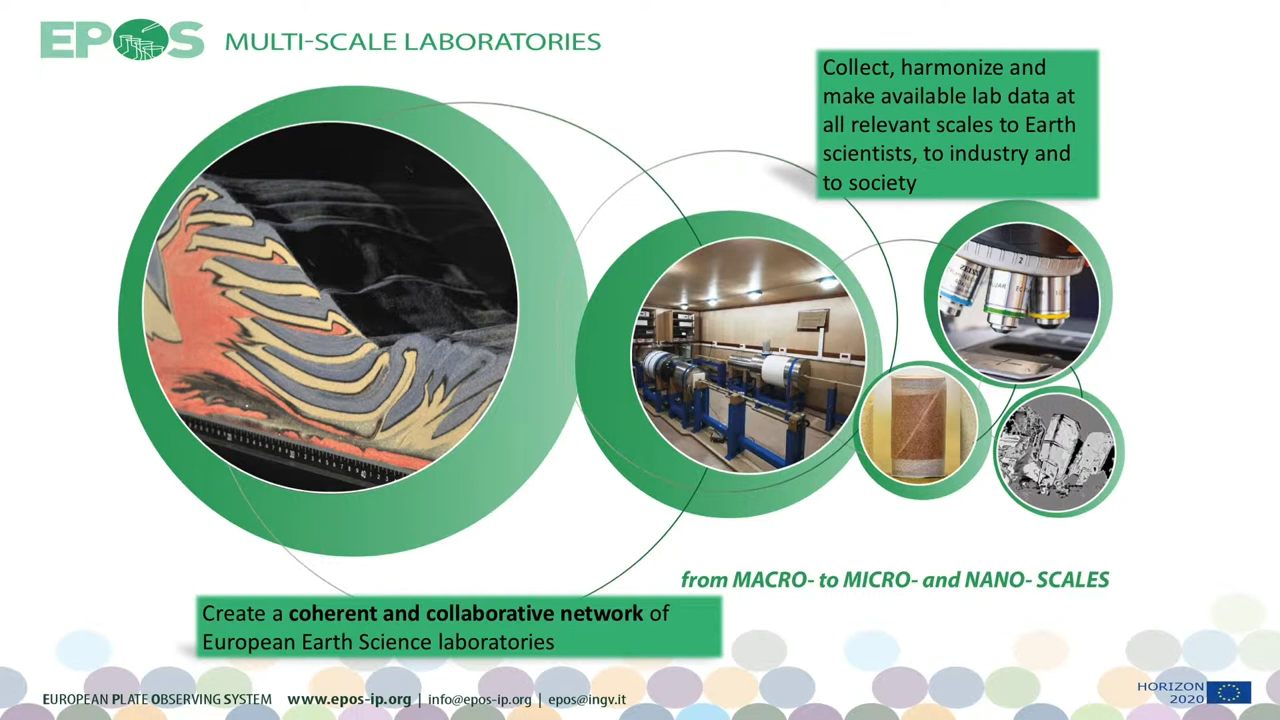 EPOS MULTI-SCALE LABORATORIES
Collect, harmonize and
make available lab data at
all relevant scales to Earth
scientists, to industry and
to society
ZEISS
from MACRO- to MICRO- and NANO- SCALES
Create a coherent and collaborative network of
European Earth Science laboratories
EUROPEAN PLATE OBSERVING SYSTEM www.epos-ip.org | info@epos-ip.org | epos@ingv.it
HORIZON
2020